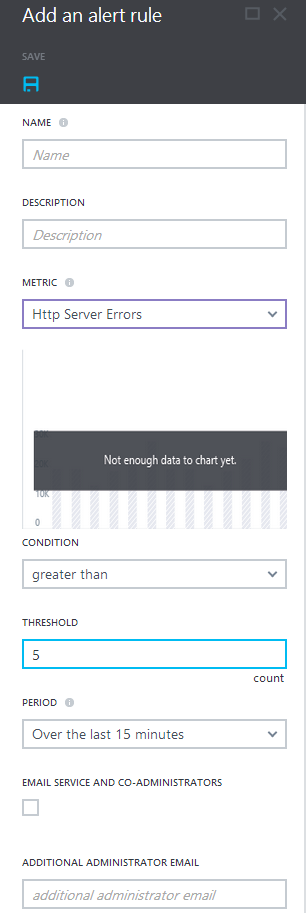 Add an alert rule
SAVE
NAME
Name
DESCRIPTION
Description
METRIC
Http Server Errors
Not enough data to chart yet.
10K
0
CONDITION
greater than
THRESHOLD
5
count
PERIOD
Over the last 15 minutes
EMAIL SERVICE AND CO-ADMINISTRATORS
ADDITIONAL ADMINISTRATOR EMAIL
additional administrator email